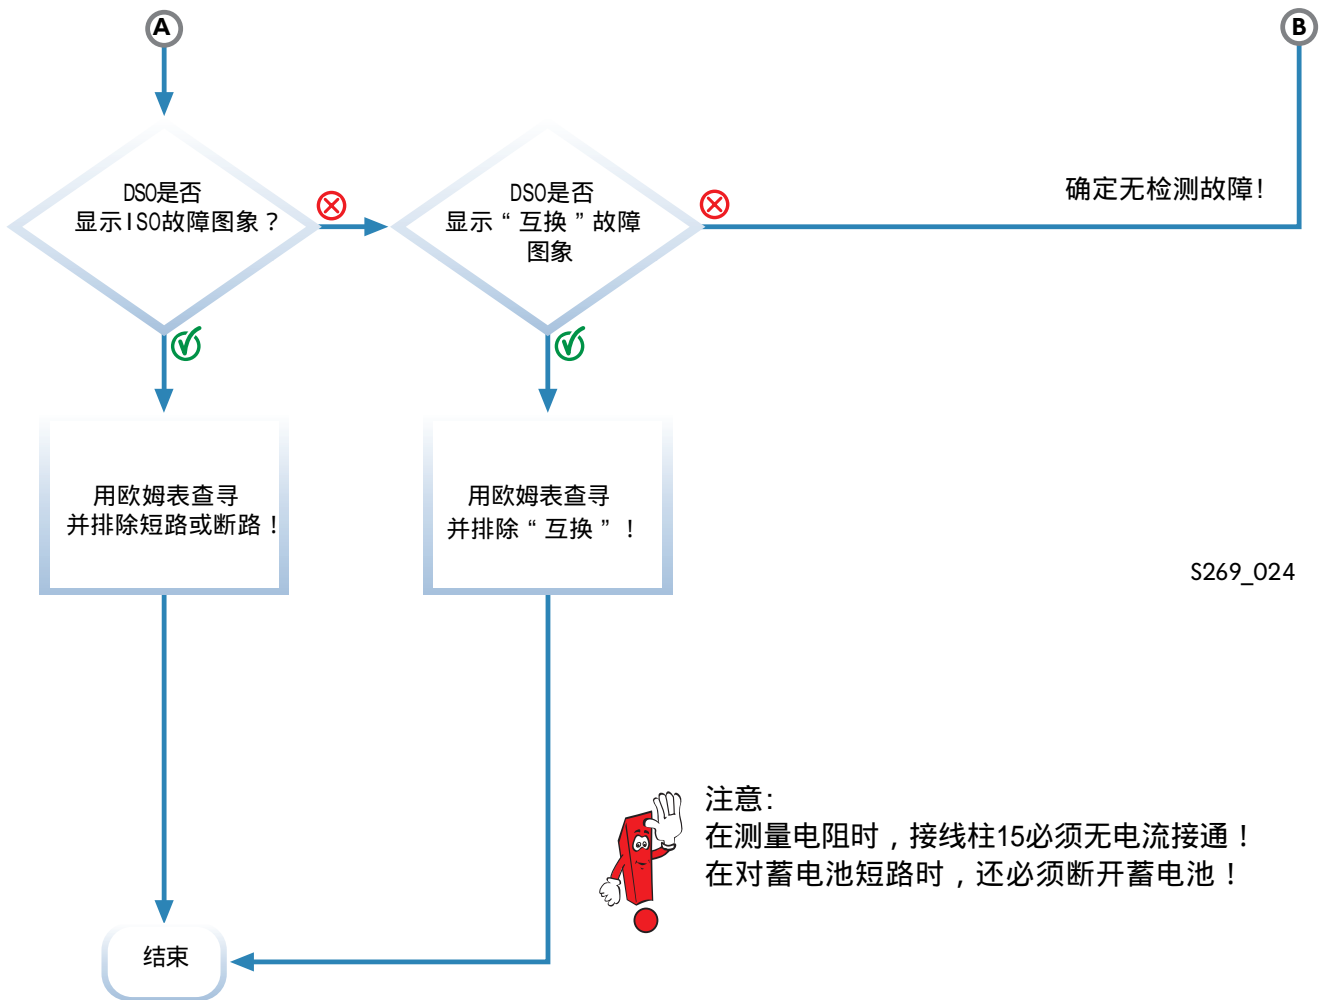 A
B
DSO是否
显示ISO故障图象？
DSO是否
显示“互换”故障
图象
确定无检测故障!
用欧姆表查寻
并排除短路或断路！
用欧姆表查寻
并排除“互换”！
S269_024
注意:
在测量电阻时，接线柱15必须无电流接通！
在对蓄电池短路时，还必须断开蓄电池！
结束